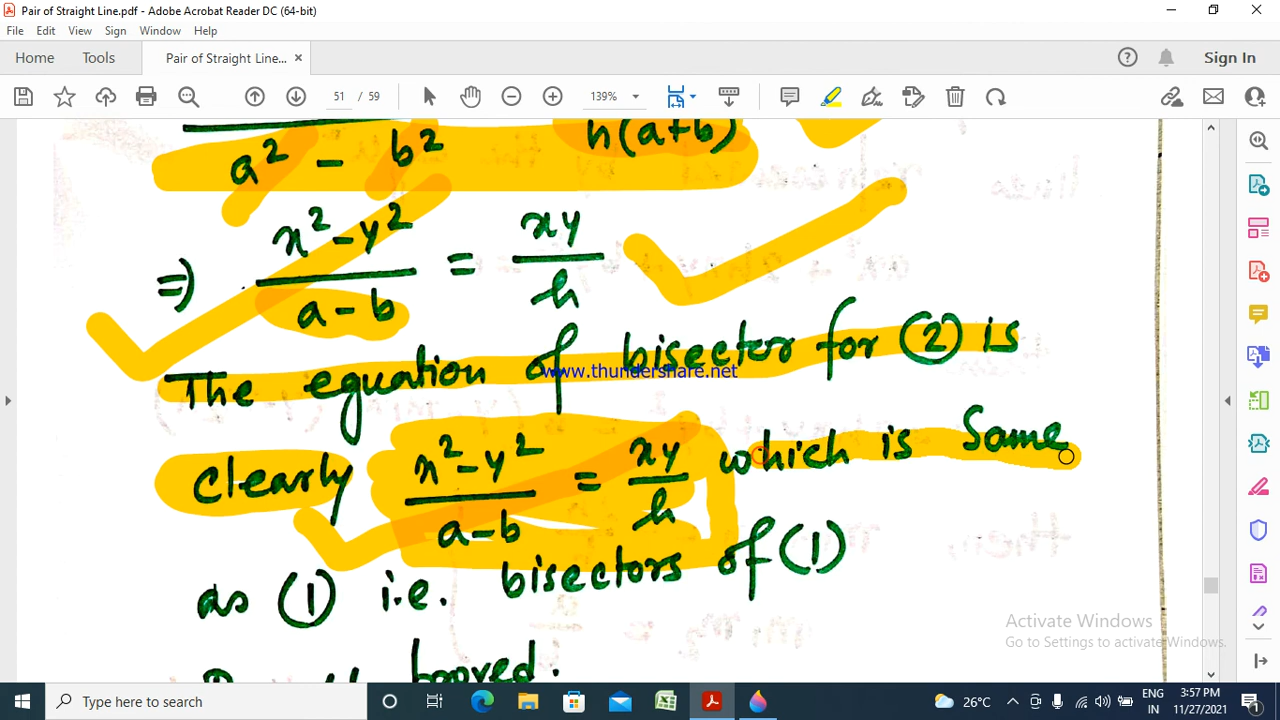 Pair of Straight Line.pdf - Adobe Acrobat Reader DC (64-bit)
File Edit View Sign Window Help
Home Tools Pair of Straight Line... × Sign In
51 / 59 139%
a² – b² h(a+b)
⇒ x²–y²/a–b = xy/h
The equation of bisector for (2) is
www.thundershare.net
clearly x²–y²/a–b = xy/h which is Same
as (1) i.e. bisectors of (1)
Activate Windows
Go to Settings to activate Windows.
Type here to search
26°C ENG IN 3:57 PM 11/27/2021 1